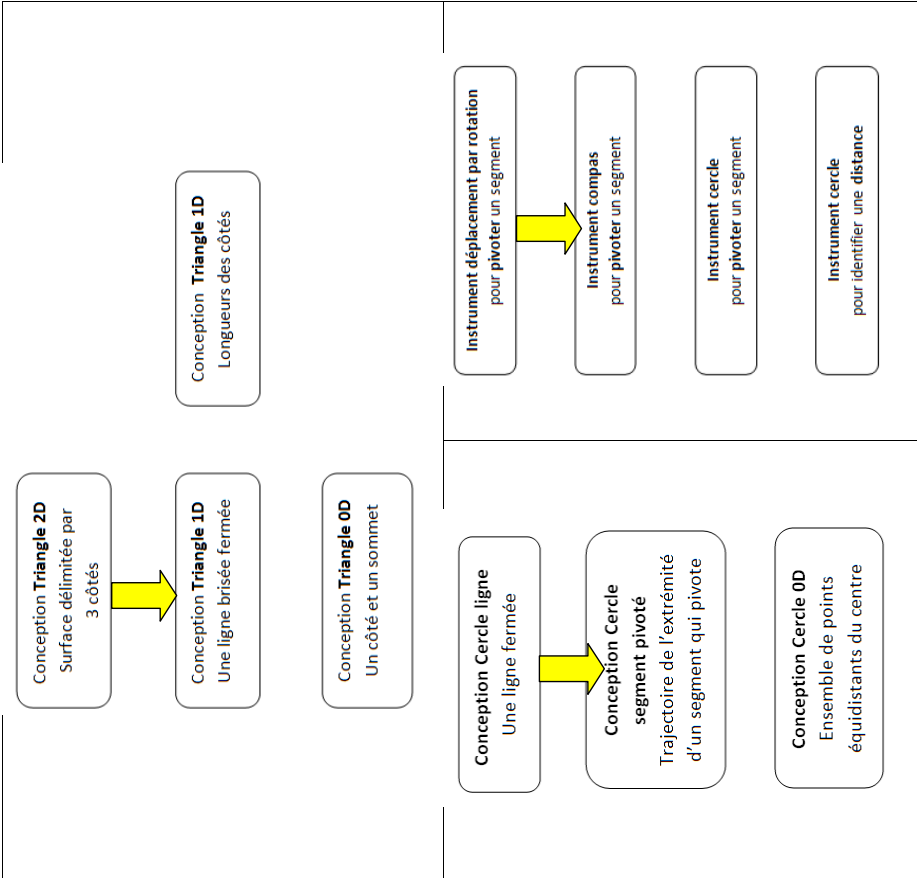 Conception Triangle 2D
Surface délimitée par
3 côtés
Conception Triangle 1D
Une ligne brisée fermée
Conception Triangle 0D
Un côté et un sommet
Conception Triangle 1D
Longueurs des côtés
Conception Cercle ligne
Une ligne fermée
Conception Cercle
segment pivoté
Trajectoire de l'extrémité
d'un segment qui pivote
Conception Cercle 0D
Ensemble de points
équidistants du centre
Instrument déplacement par rotation
pour pivoter un segment
Instrument compas
pour pivoter un segment
Instrument cercle
pour pivoter un segment
Instrument cercle
pour identifier une distance